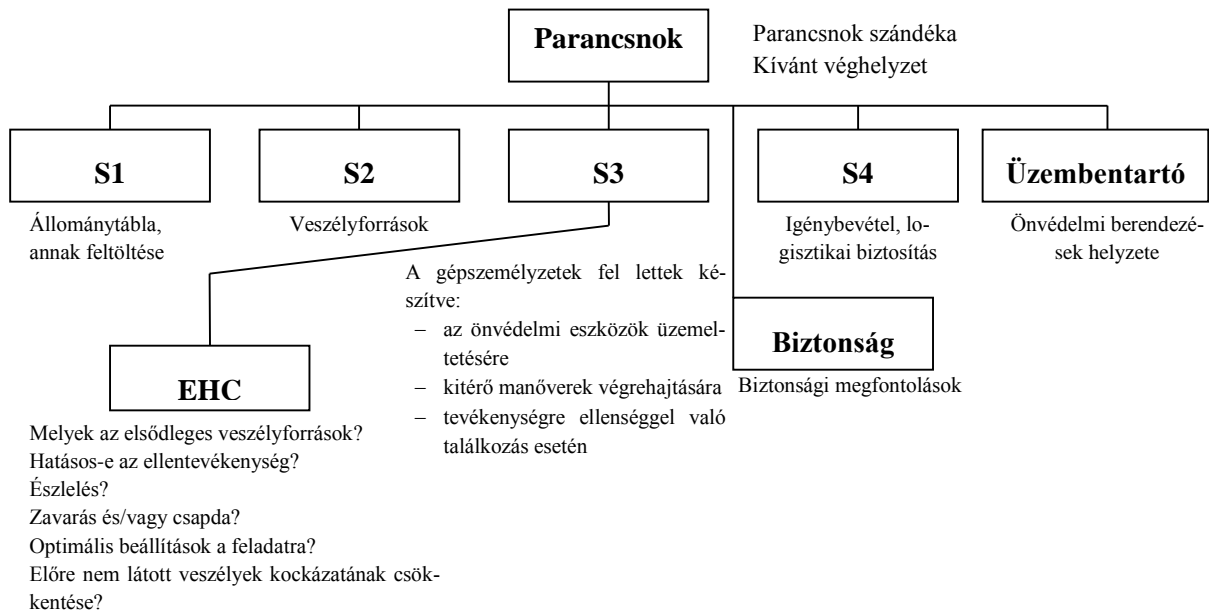 Parancsnok
Parancsnok szándéka
Kívánt véghelyzet
S1
Állománytábla,
annak feltöltése
S2
Veszélyforrások
S3
A gépszemélyzetek fel lettek ké-
szítve:
– az önvédelmi eszközök üzemel-
tetésére
– kitérő manőverek végrehajtására
– tevékenységre ellenséggel való
találkozás esetén
S4
Igénybevétel, lo-
gisztikai biztosítás
Üzembentartó
Önvédelmi berendezé-
sek helyzete
Biztonság
Biztonsági megfontolások
EHC
Melyek az elsődleges veszélyforrások?
Hatásos-e az ellentevékenység?
Észlelés?
Zavarás és/vagy csapda?
Optimális beállítások a feladatra?
Előre nem látott veszélyek kockázatának csök-
kentése?